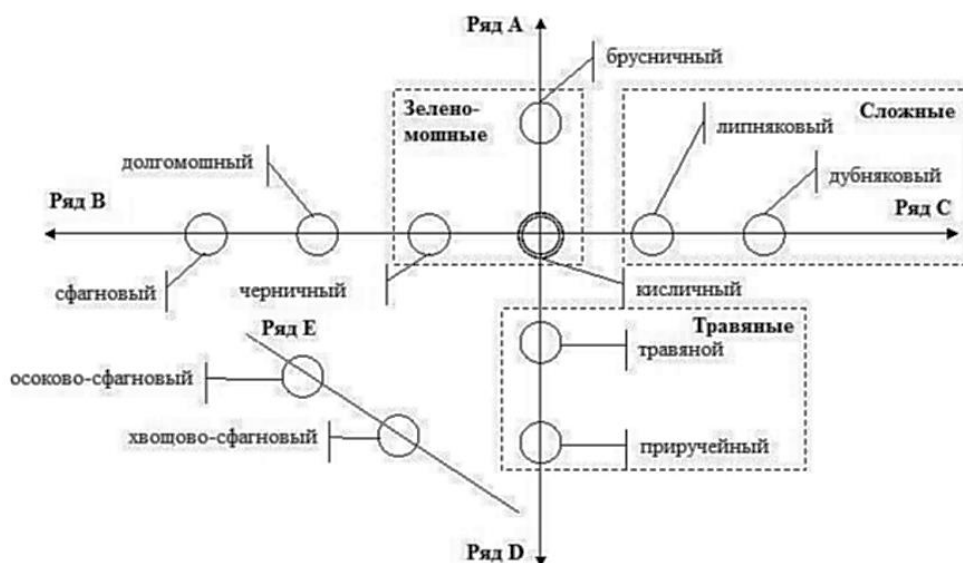 Ряд А
брусничный
Зелено-
мошные
Сложные
липняковый
долгомошный
дубняковый
Ряд В
Ряд С
сфагновый
черничный
кисличный
Ряд Е
Травяные
травяной
осоково-сфагновый
хвощово-сфагновый
приручейный
Ряд D